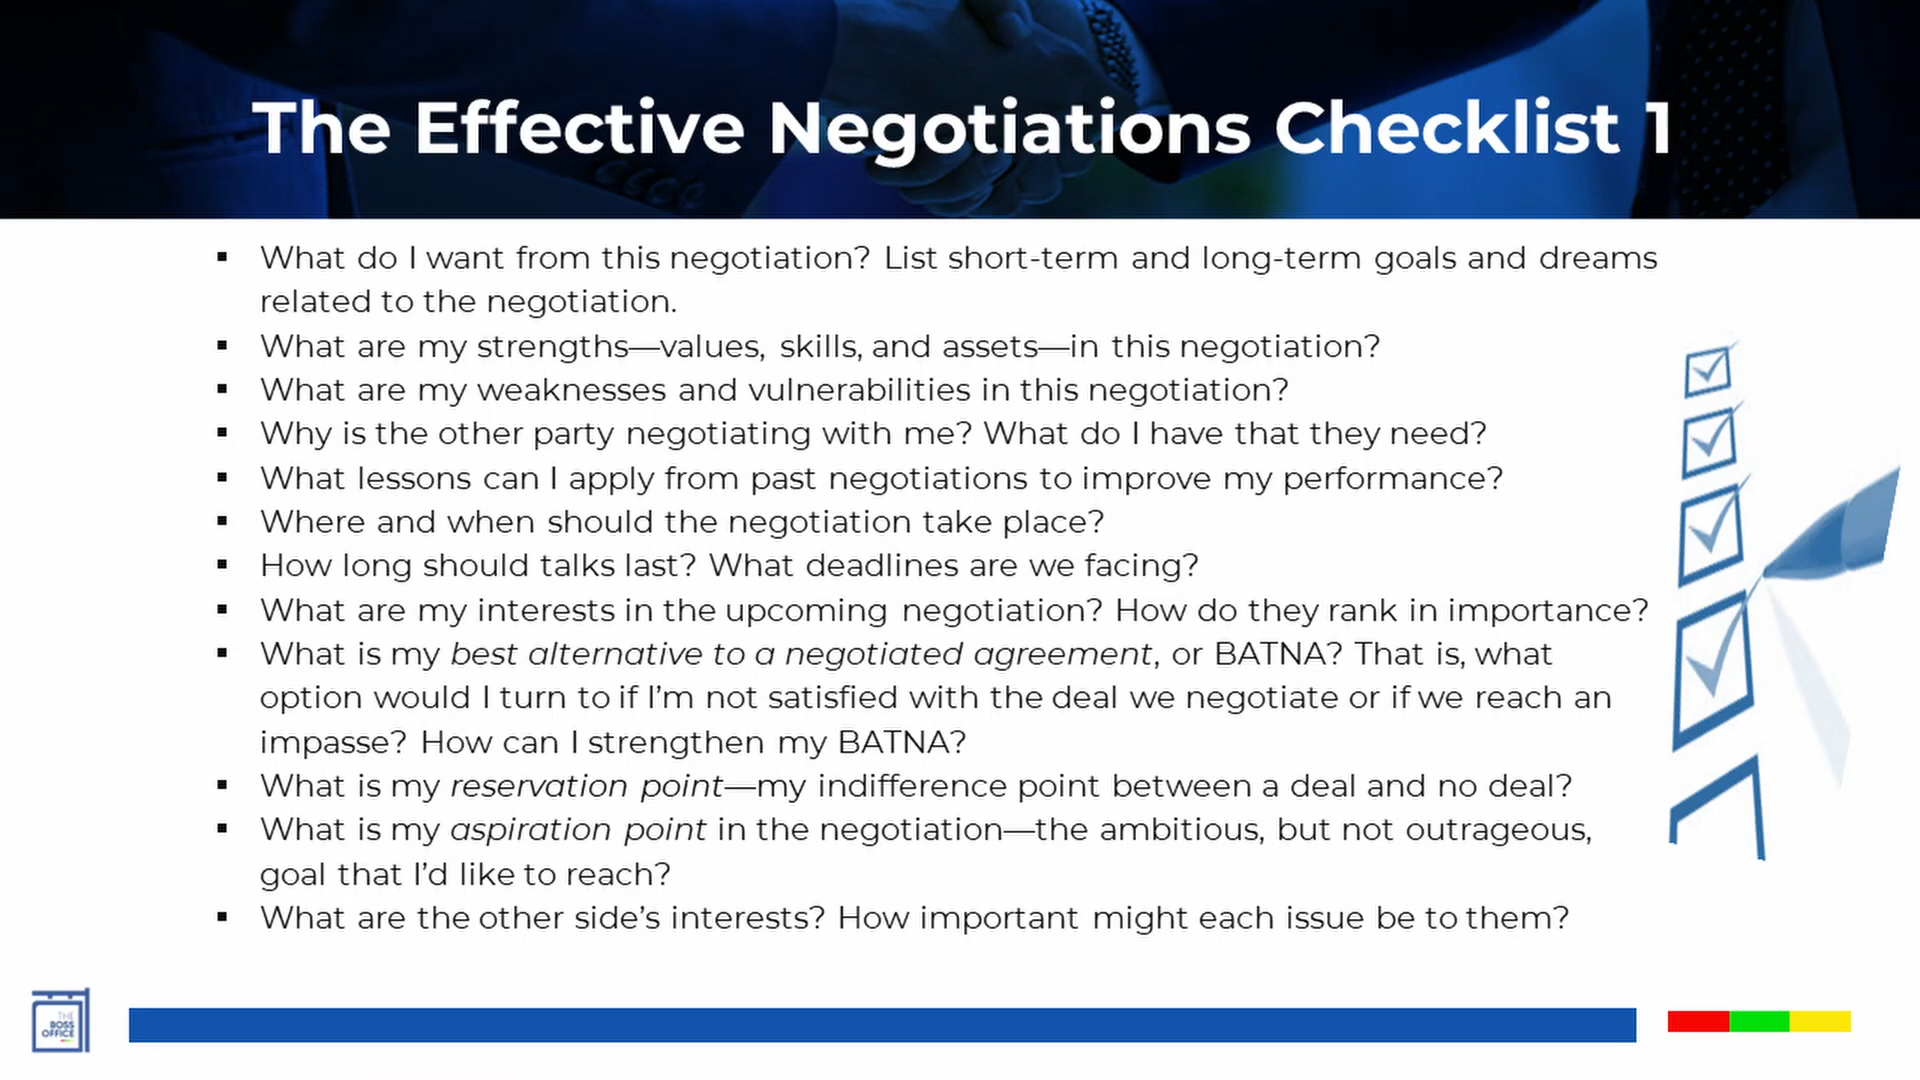 The Effective Negotiations Checklist 1
▪ What do I want from this negotiation? List short-term and long-term goals and dreams
related to the negotiation.
▪ What are my strengths—values, skills, and assets—in this negotiation?
▪ What are my weaknesses and vulnerabilities in this negotiation?
▪ Why is the other party negotiating with me? What do I have that they need?
▪ What lessons can I apply from past negotiations to improve my performance?
▪ Where and when should the negotiation take place?
▪ How long should talks last? What deadlines are we facing?
▪ What are my interests in the upcoming negotiation? How do they rank in importance?
▪ What is my best alternative to a negotiated agreement, or BATNA? That is, what
option would I turn to if I’m not satisfied with the deal we negotiate or if we reach an
impasse? How can I strengthen my BATNA?
▪ What is my reservation point—my indifference point between a deal and no deal?
▪ What is my aspiration point in the negotiation—the ambitious, but not outrageous,
goal that I’d like to reach?
▪ What are the other side’s interests? How important might each issue be to them?
THE
BOSS
OFFICE